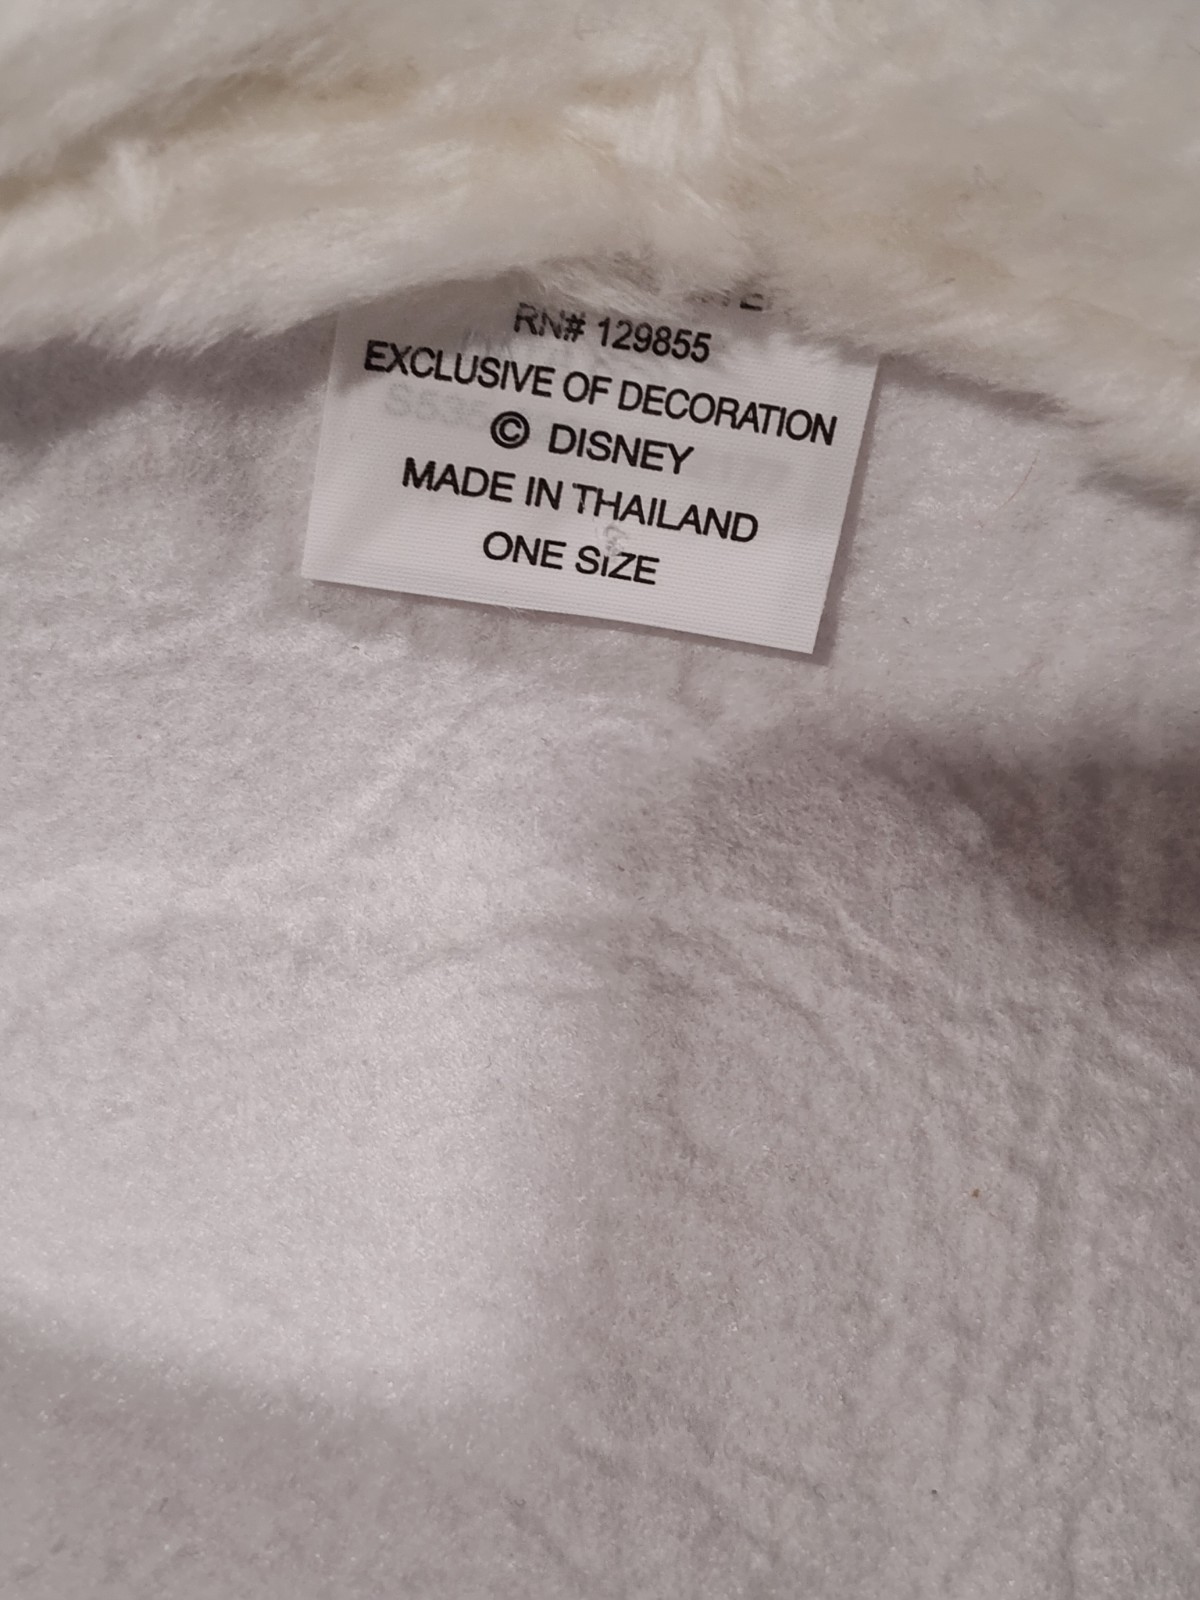 RN# 129855
EXCLUSIVE OF DECORATION
© DISNEY
MADE IN THAILAND
ONE SIZE